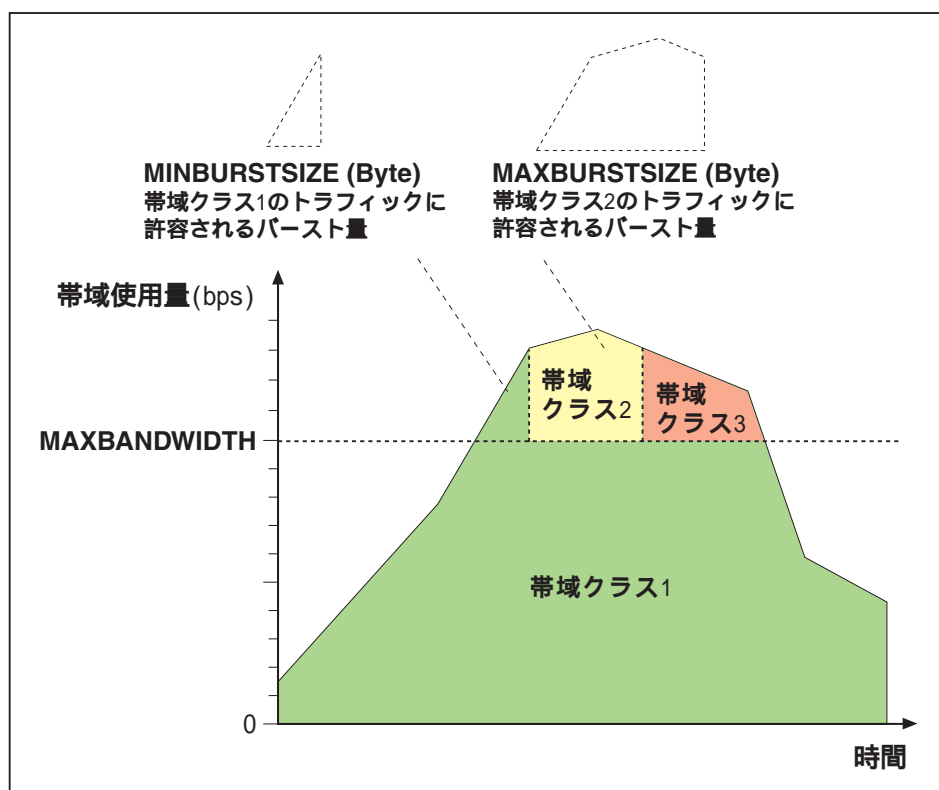 MINBURSTSIZE (Byte)
帯域クラス1のトラフィックに
許容されるバースト量
MAXBURSTSIZE (Byte)
帯域クラス2のトラフィックに
許容されるバースト量
帯域使用量(bps)
帯域
クラス2
帯域
クラス3
MAXBANDWIDTH
帯域クラス1
0
時間